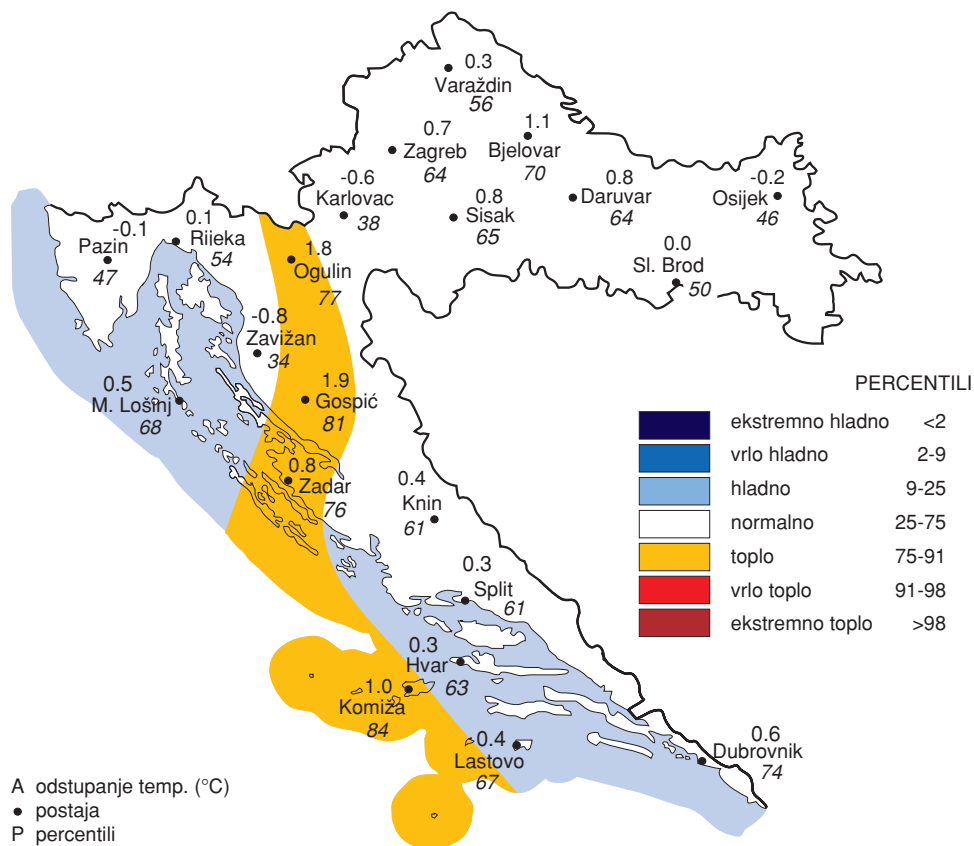 0.3
Varaždin
56
0.7
Zagreb
64
1.1
Bjelovar
70
-0.6
Karlovac
38
0.8
Sisak
65
0.8
Daruvar
64
-0.2
Osijek
46
0.0
Sl. Brod
50
-0.1
Pazin
47
0.1
Rijeka
54
1.8
Ogulin
77
-0.8
Zavižan
34
0.5
M. Lošinj
68
1.9
Gospić
81
0.8
Zadar
76
0.4
Knin
61
0.3
Split
61
0.3
Hvar
63
1.0
Komiža
84
0.4
Lastovo
67
0.6
Dubrovnik
74
PERCENTILI
ekstremno hladno <2
vrlo hladno 2-9
hladno 9-25
normalno 25-75
toplo 75-91
vrlo toplo 91-98
ekstremno toplo >98
A odstupanje temp. (°C)
● postaja
P percentili